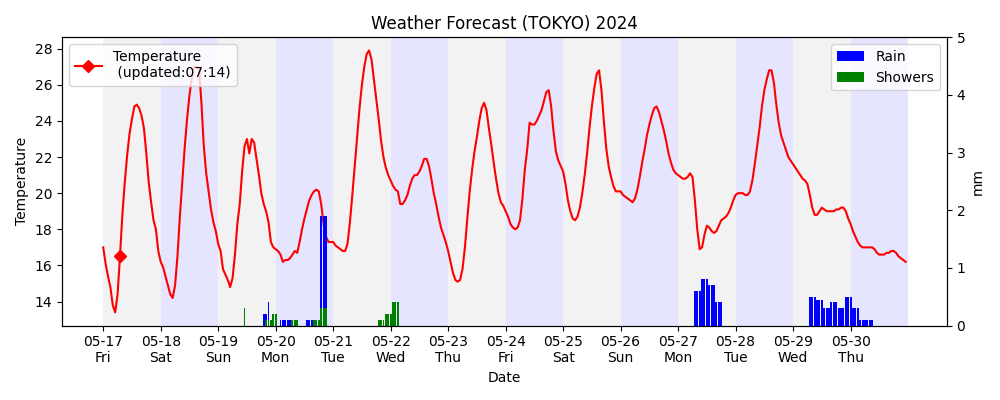 Weather Forecast (TOKYO) 2024
Temperature
(updated:07:14)
Rain
Showers
28
26
24
22
20
18
16
14
Temperature
5
4
3
2
1
0
mm
05-17 05-18 05-19 05-20 05-21 05-22 05-23 05-24 05-25 05-26 05-27 05-28 05-29 05-30
Fri Sat Sun Mon Tue Wed Thu Fri Sat Sun Mon Tue Wed Thu
Date